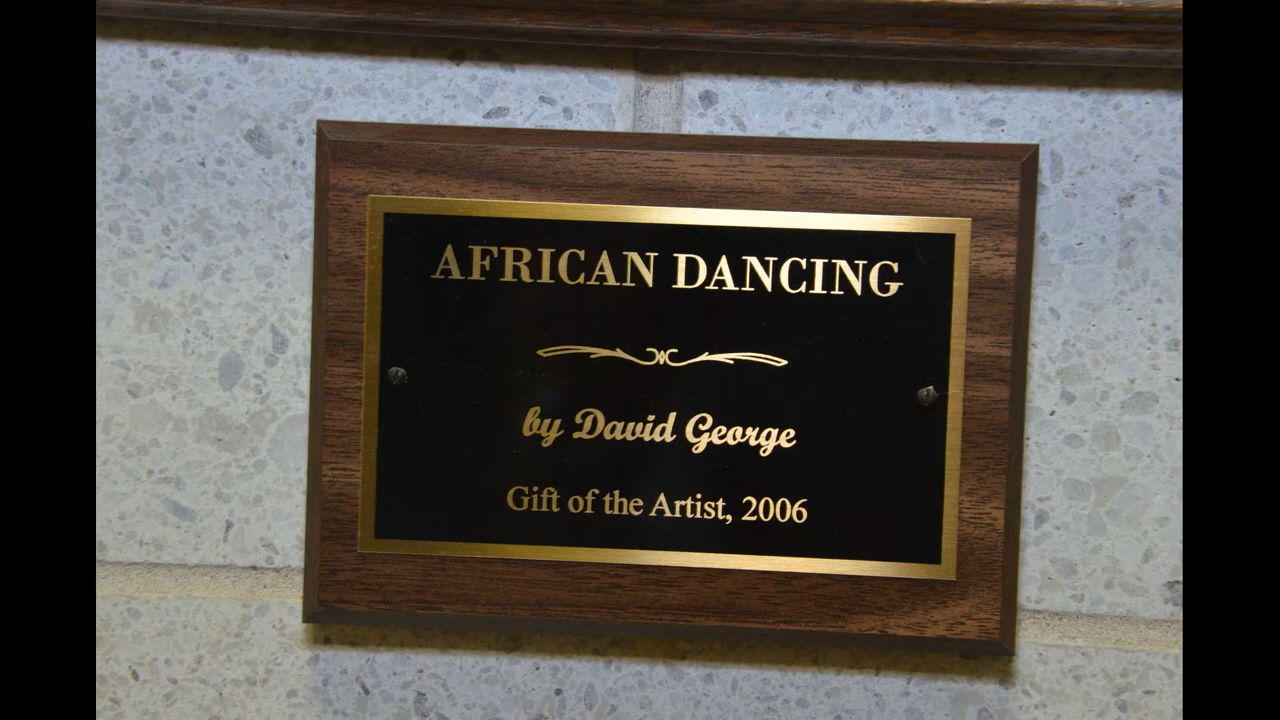 AFRICAN DANCING
by David George
Gift of the Artist, 2006